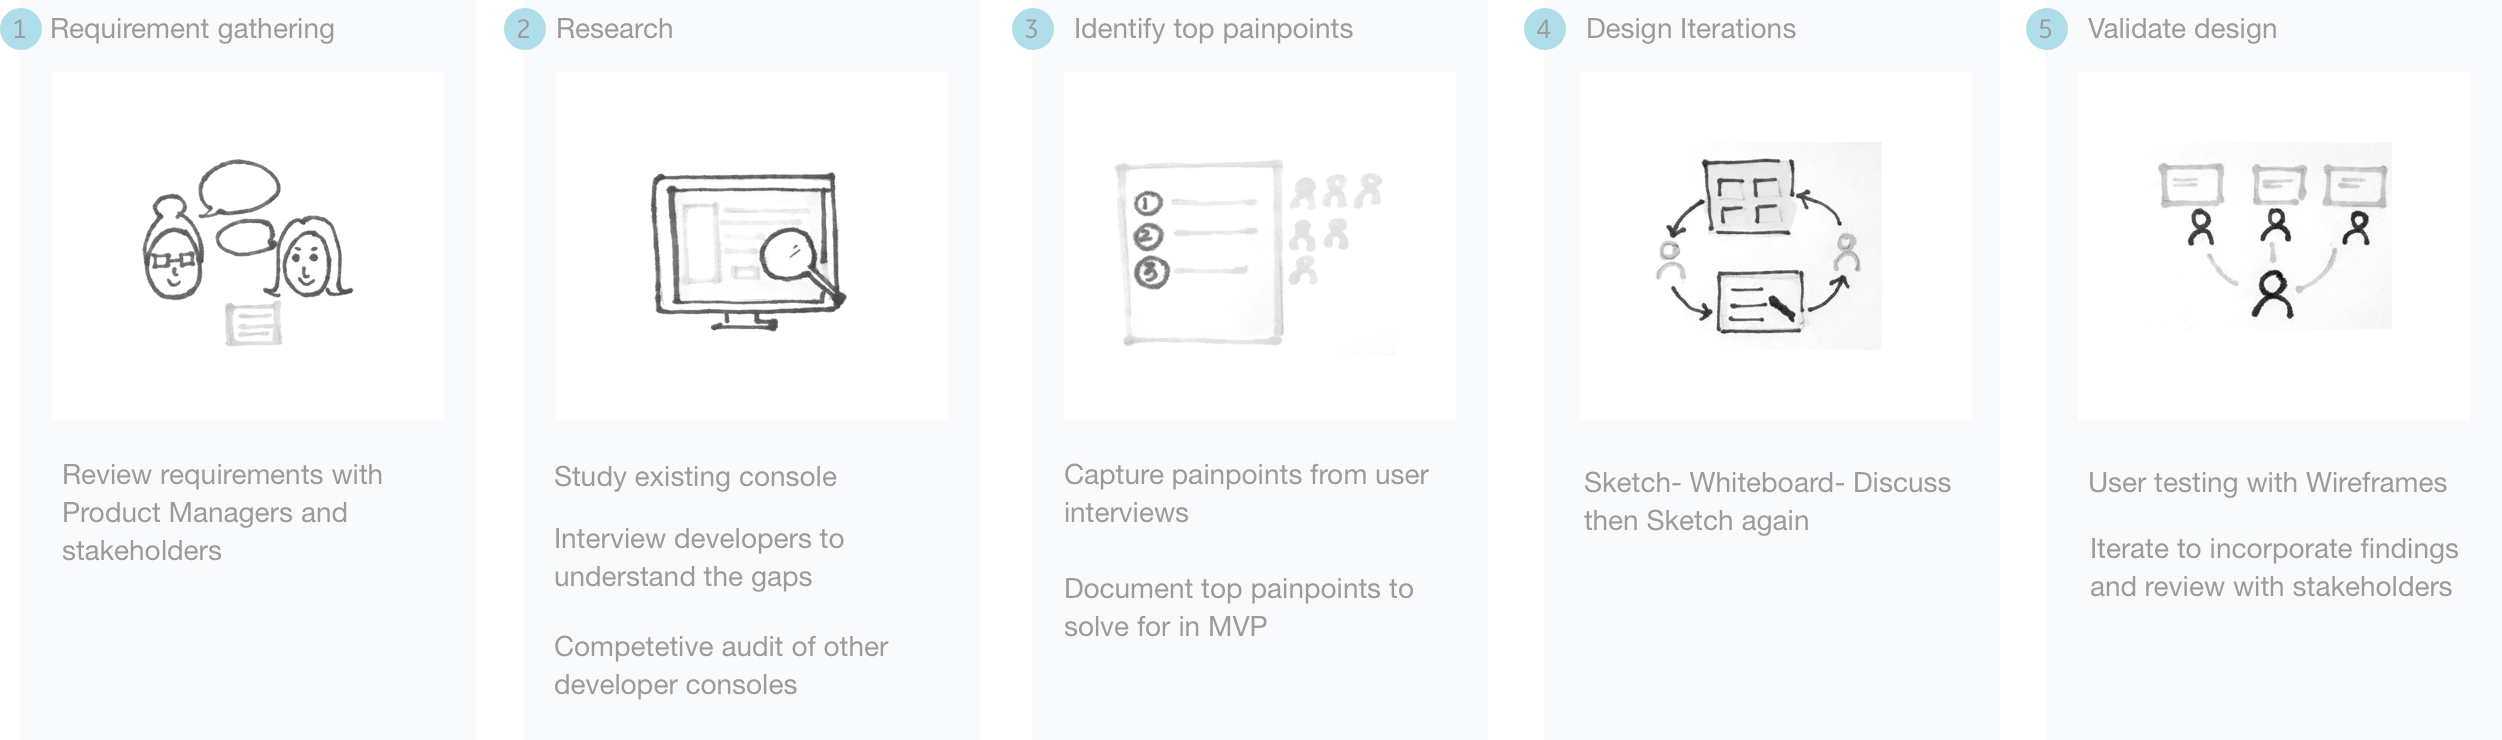 1 Requirement gathering
Review requirements with
Product Managers and
stakeholders
2 Research
Study existing console
Interview developers to
understand the gaps
Competetive audit of other
developer consoles
3 Identify top painpoints
1
2
3
Capture painpoints from user
interviews
Document top painpoints to
solve for in MVP
4 Design Iterations
Sketch- Whiteboard- Discuss
then Sketch again
5 Validate design
User testing with Wireframes
Iterate to incorporate findings
and review with stakeholders